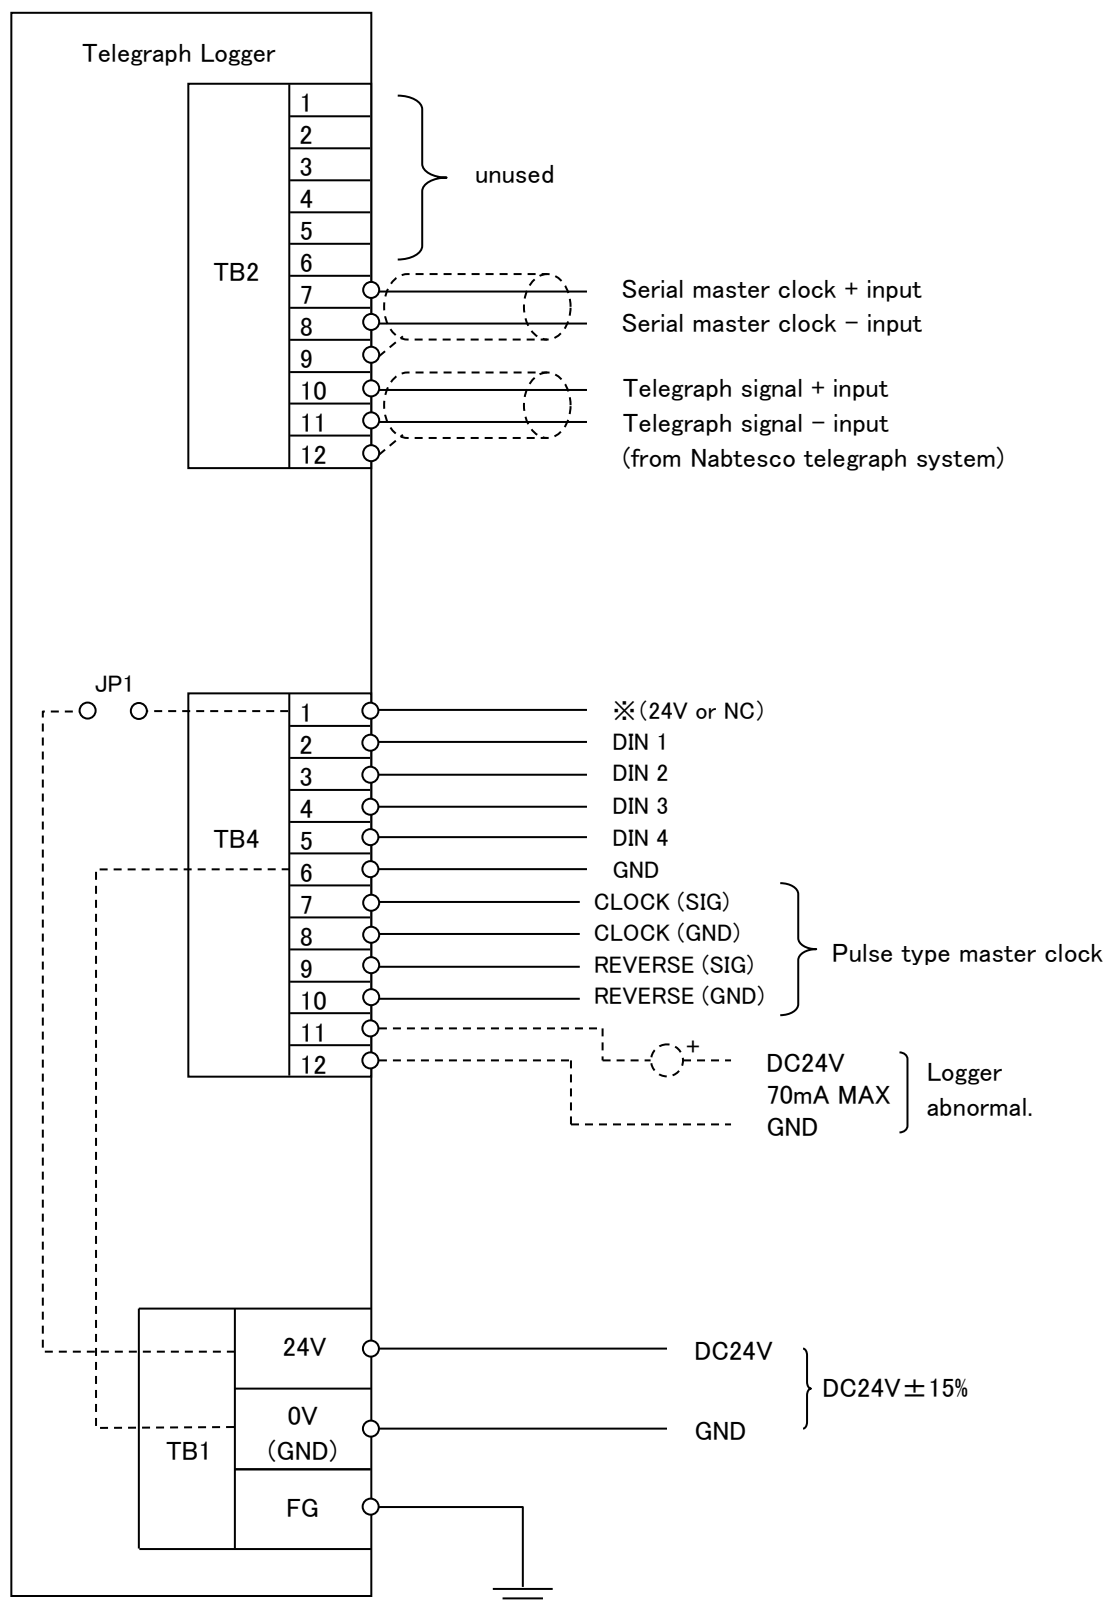 Telegraph Logger
TB2
1
2
3
4
5
6
7
8
9
10
11
12
unused
Serial master clock + input
Serial master clock − input
Telegraph signal + input
Telegraph signal − input
(from Nabtesco telegraph system)
JP1
TB4
1
2
3
4
5
6
7
8
9
10
11
12
※(24V or NC)
DIN 1
DIN 2
DIN 3
DIN 4
GND
CLOCK (SIG)
CLOCK (GND)
REVERSE (SIG)
REVERSE (GND)
Pulse type master clock
+
DC24V
70mA MAX
GND
Logger
abnormal.
TB1
24V
0V
(GND)
FG
DC24V
GND
DC24V±15%